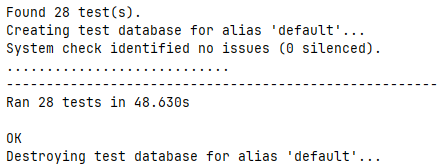 Found 28 test(s).
Creating test database for alias 'default'...
System check identified no issues (0 silenced).
............................
----------------------------------------------------------------------
Ran 28 tests in 48.630s
OK
Destroying test database for alias 'default'...